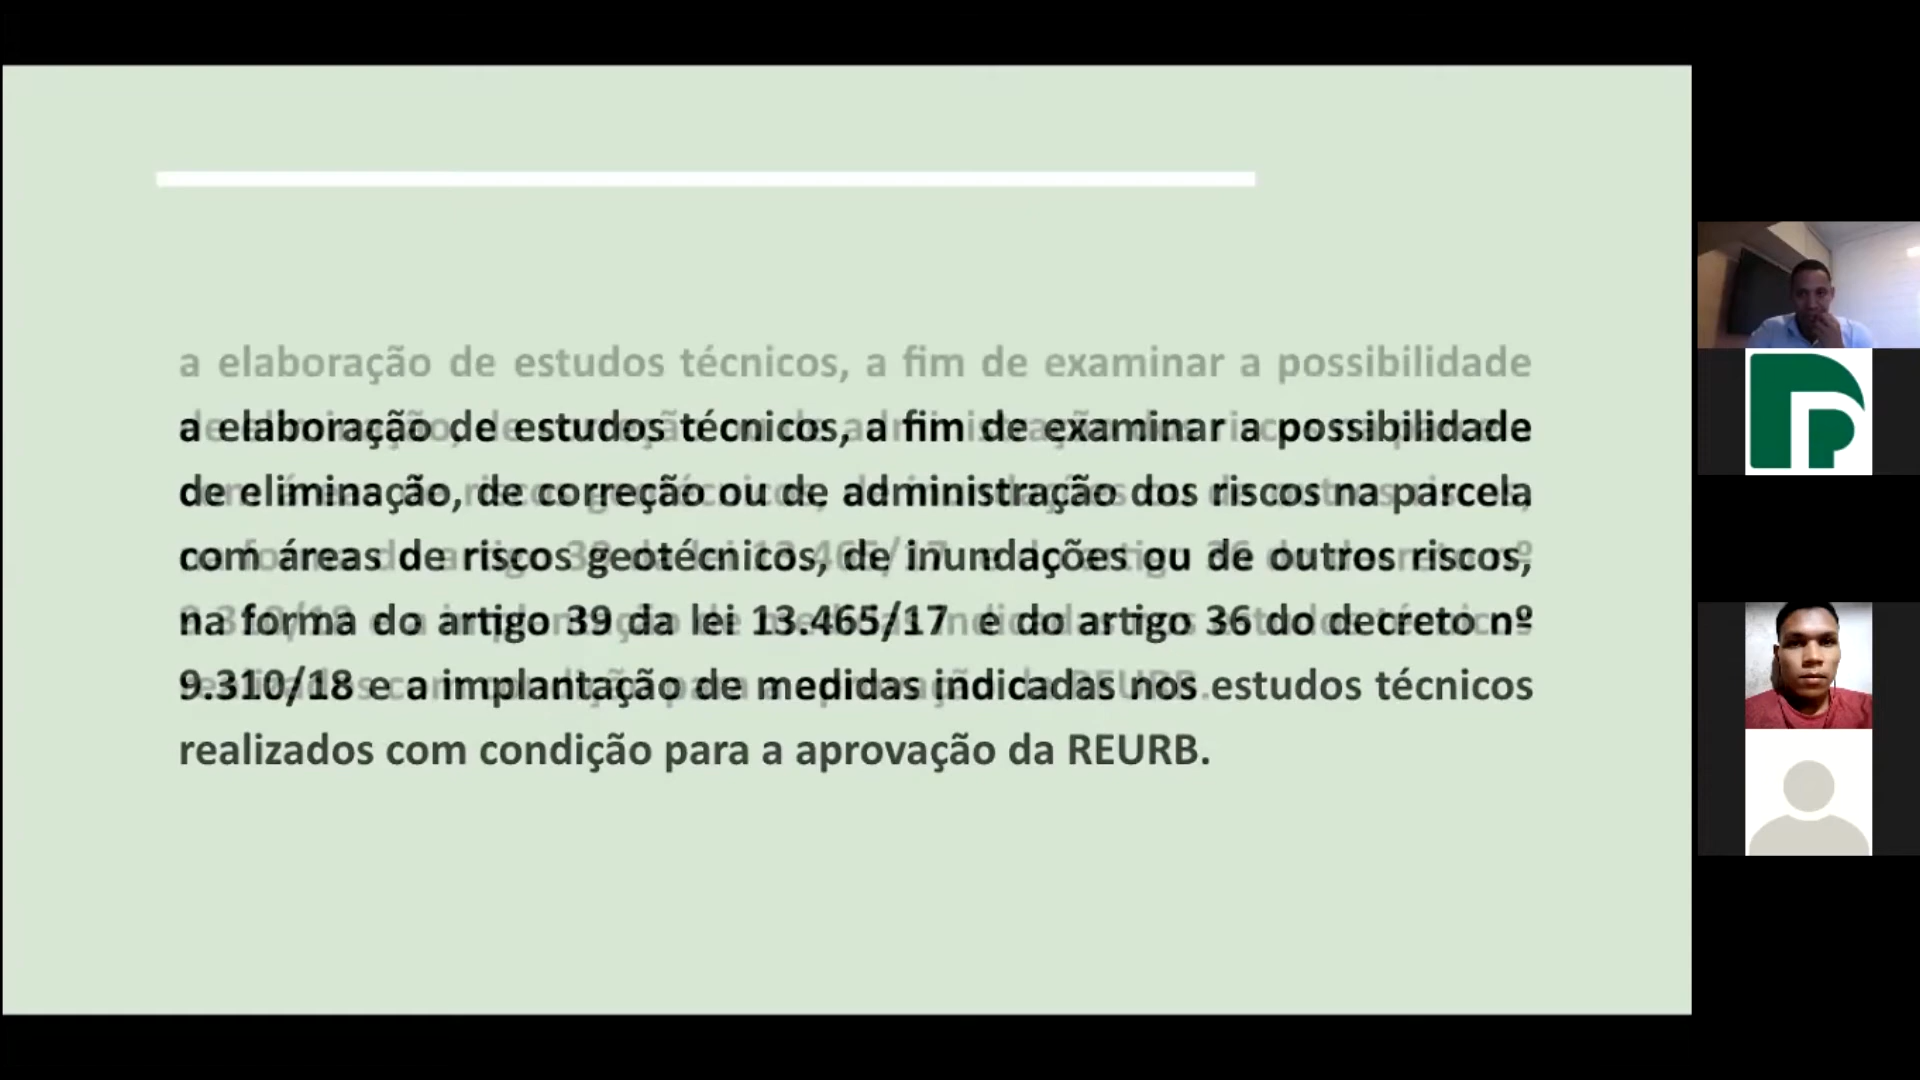 a elaboração de estudos técnicos, a fim de examinar a possibilidade
a elaboração de estudos técnicos, a fim de examinar a possibilidade
de eliminação, de correção ou de administração dos riscos na parcela
com áreas de riscos geotécnicos, de inundações ou de outros riscos,
na forma do artigo 39 da lei 13.465/17 e do artigo 36 do decreto nº
9.310/18 e a implantação de medidas indicadas nos estudos técnicos
realizados com condição para a aprovação da REURB.